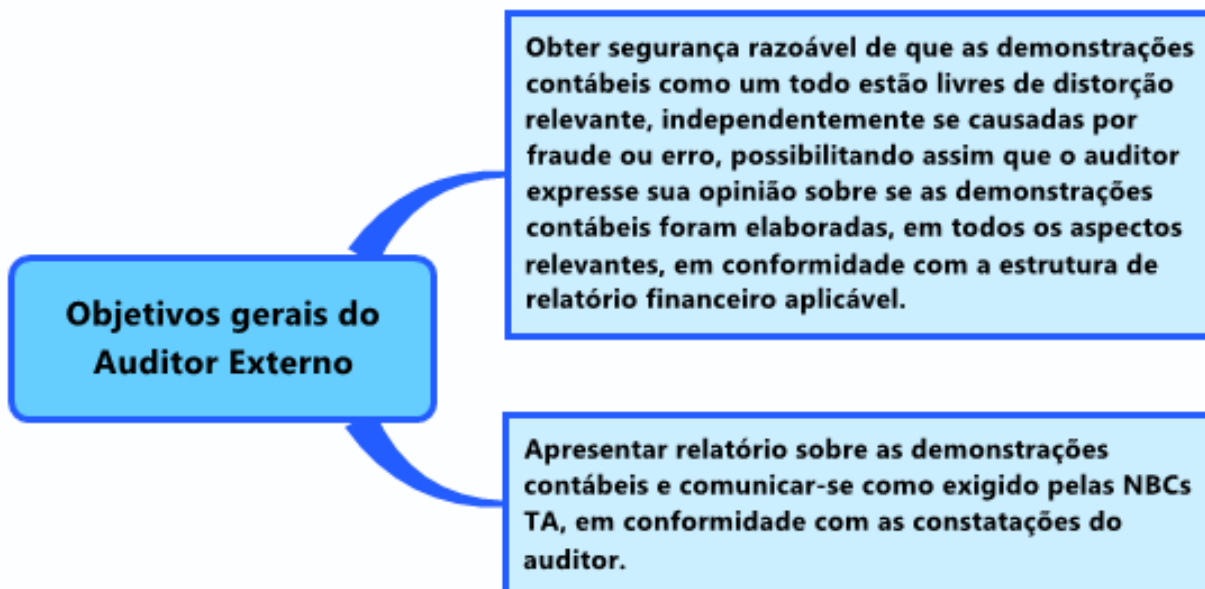 Objetivos gerais do
Auditor Externo
Obter segurança razoável de que as demonstrações
contábeis como um todo estão livres de distorção
relevante, independentemente se causadas por
fraude ou erro, possibilitando assim que o auditor
expresse sua opinião sobre se as demonstrações
contábeis foram elaboradas, em todos os aspectos
relevantes, em conformidade com a estrutura de
relatório financeiro aplicável.
Apresentar relatório sobre as demonstrações
contábeis e comunicar-se como exigido pelas NBCs
TA, em conformidade com as constatações do
auditor.